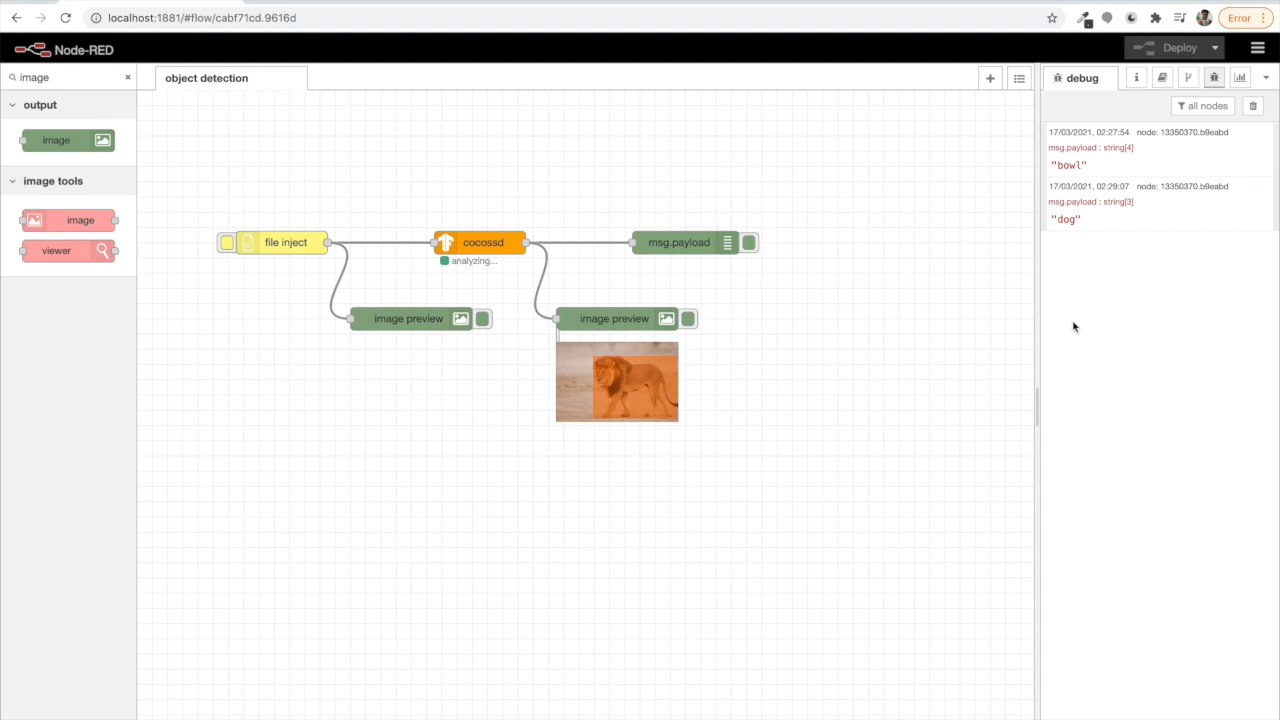 localhost:1881/#flow/cabf71cd.9616d
Error
Node-RED
Deploy
image
object detection
debug
output
all nodes
image
17/03/2021, 02:27:54 node: 13350370.b9eabd
msg.payload : string[4]
"bowl"
image tools
17/03/2021, 02:29:07 node: 13350370.b9eabd
msg.payload : string[3]
"dog"
image
viewer
file inject
cocossd
msg.payload
analyzing...
image preview
image preview